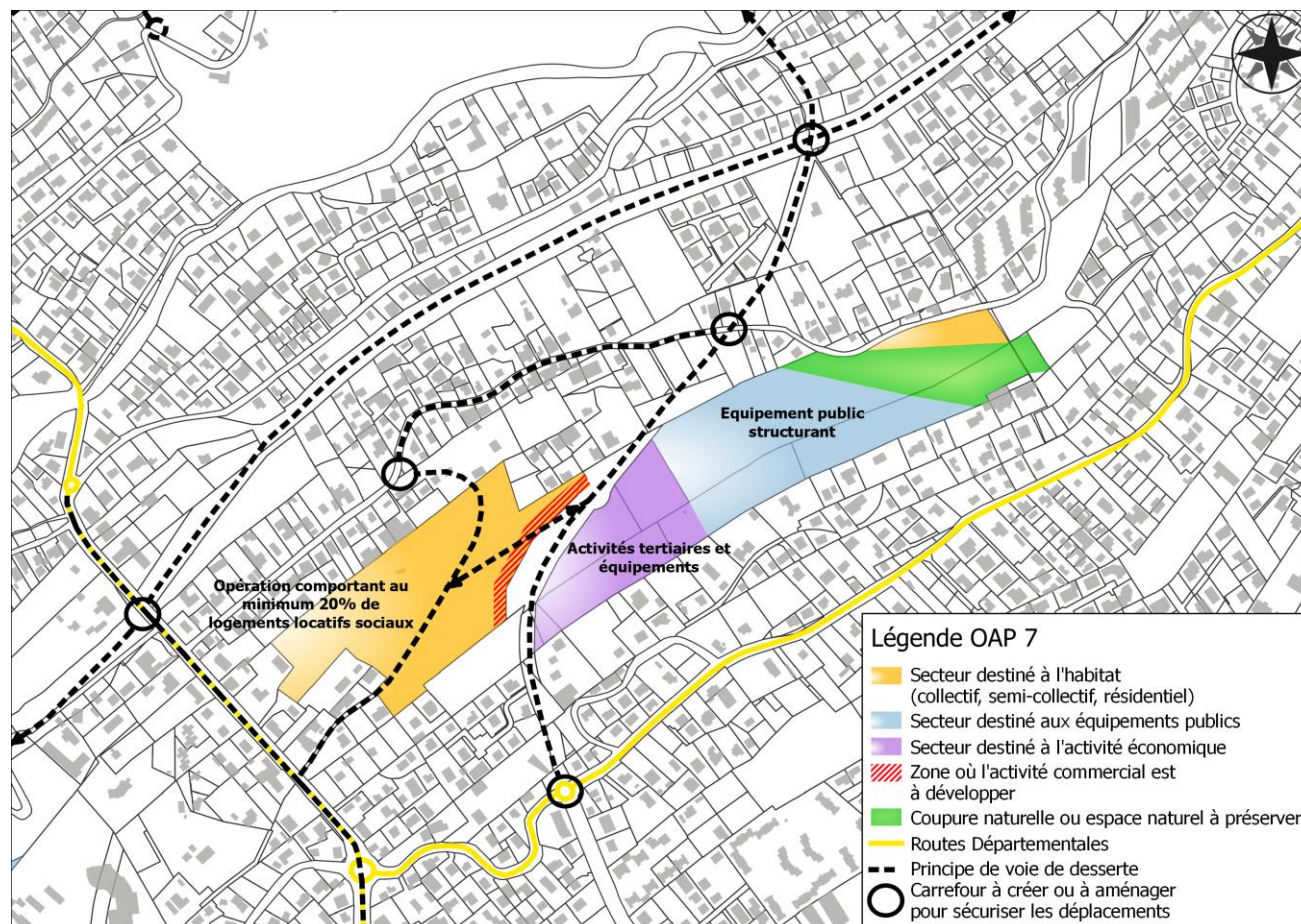 Equipement public
structurant
Activités tertiaires et
équipements
Opération comportant au
minimum 20% de
logements locatifs sociaux
Légende OAP 7
Secteur destiné à l'habitat
(collectif, semi-collectif, résidentiel)
Secteur destiné aux équipements publics
Secteur destiné à l'activité économique
Zone où l'activité commercial est
à développer
Coupure naturelle ou espace naturel à préserver
Routes Départementales
Principe de voie de desserte
Carrefour à créer ou à aménager
pour sécuriser les déplacements